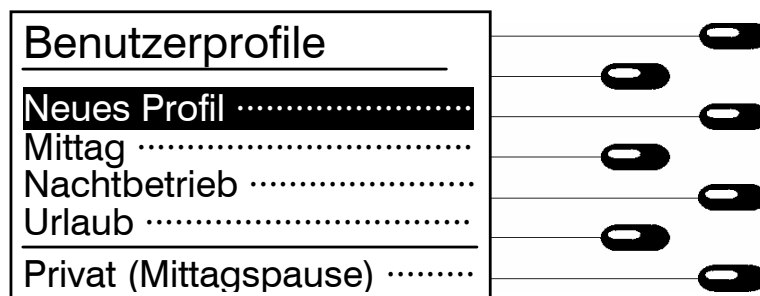 Benutzerprofile
Neues Profil ························
Mittag ··································
Nachtbetrieb ·······················
Urlaub ·································
Privat (Mittagspause) ·········